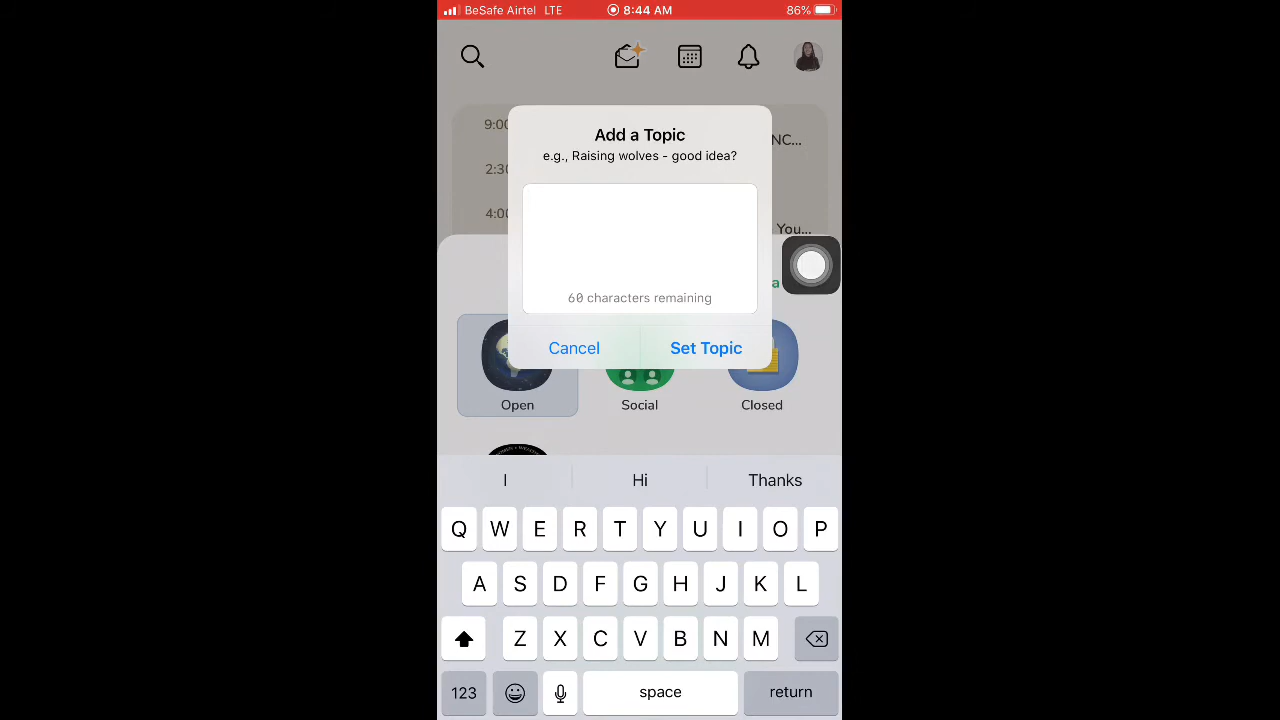 BeSafe Airtel LTE 8:44 AM 86%
9:00
NC...
2:30
4:00
You...
Add a Topic
e.g., Raising wolves - good idea?
60 characters remaining
a
Cancel Set Topic
Open Social Closed
I Hi Thanks
Q W E R T Y U I O P
A S D F G H J K L
Z X C V B N M
123 space return